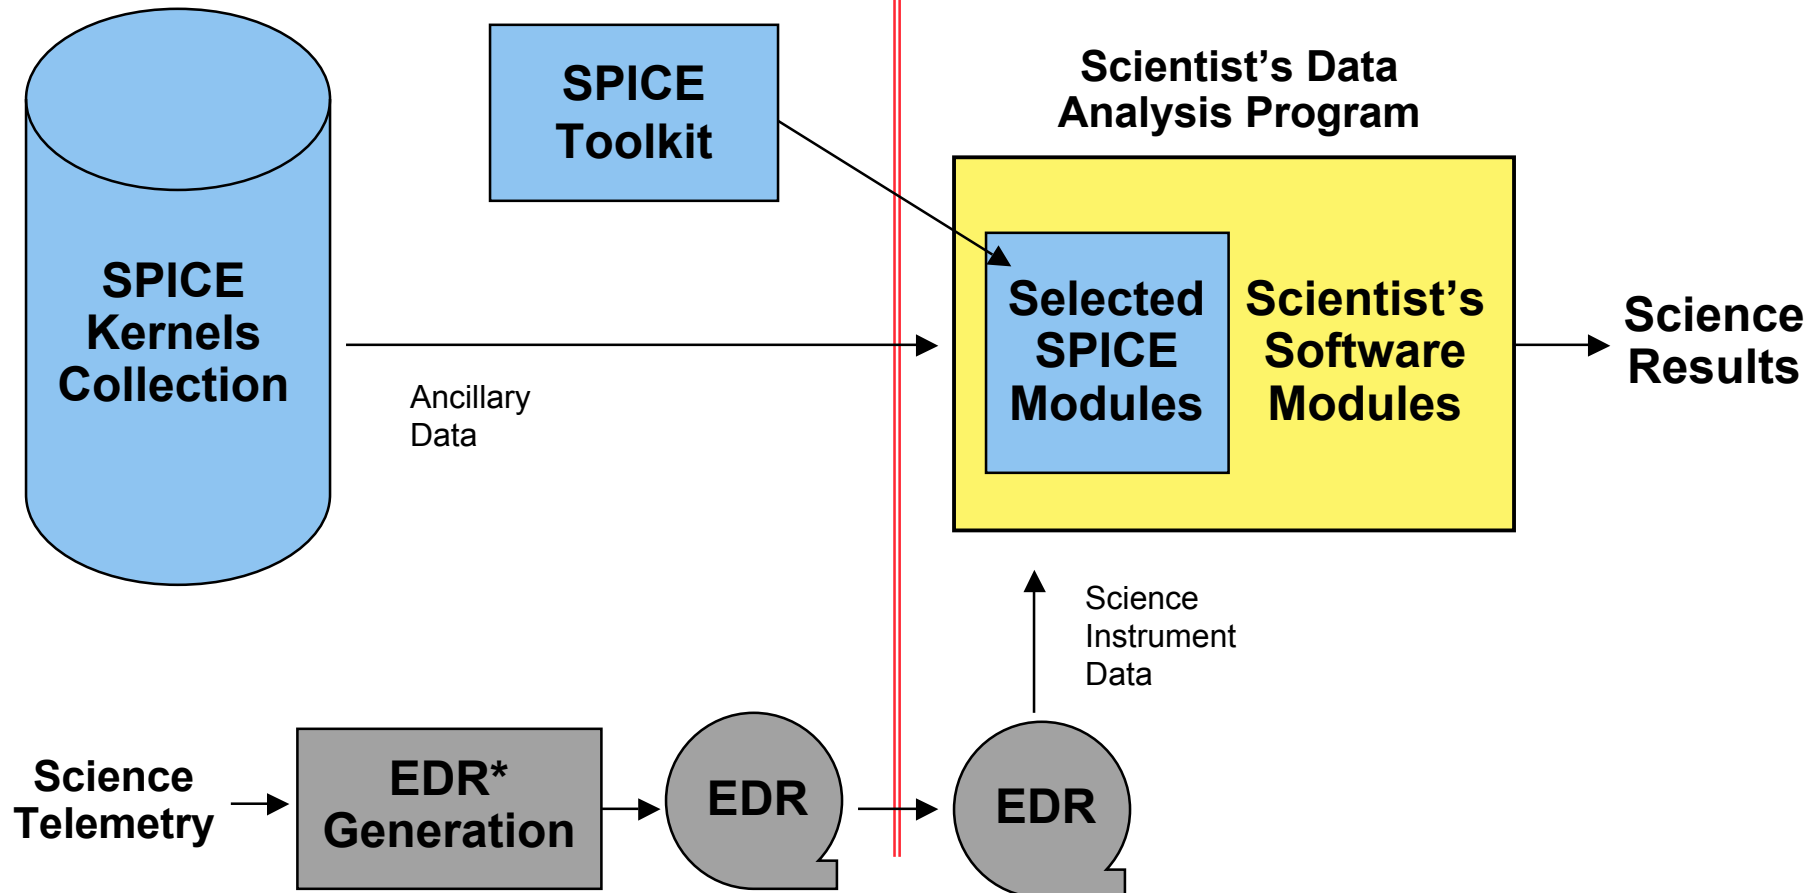 SPICE
Toolkit
Scientist's Data
Analysis Program
SPICE
Kernels
Collection
Ancillary
Data
Selected
SPICE
Modules
Scientist's
Software
Modules
Science
Results
Science
Instrument
Data
Science
Telemetry
EDR*
Generation
EDR
EDR